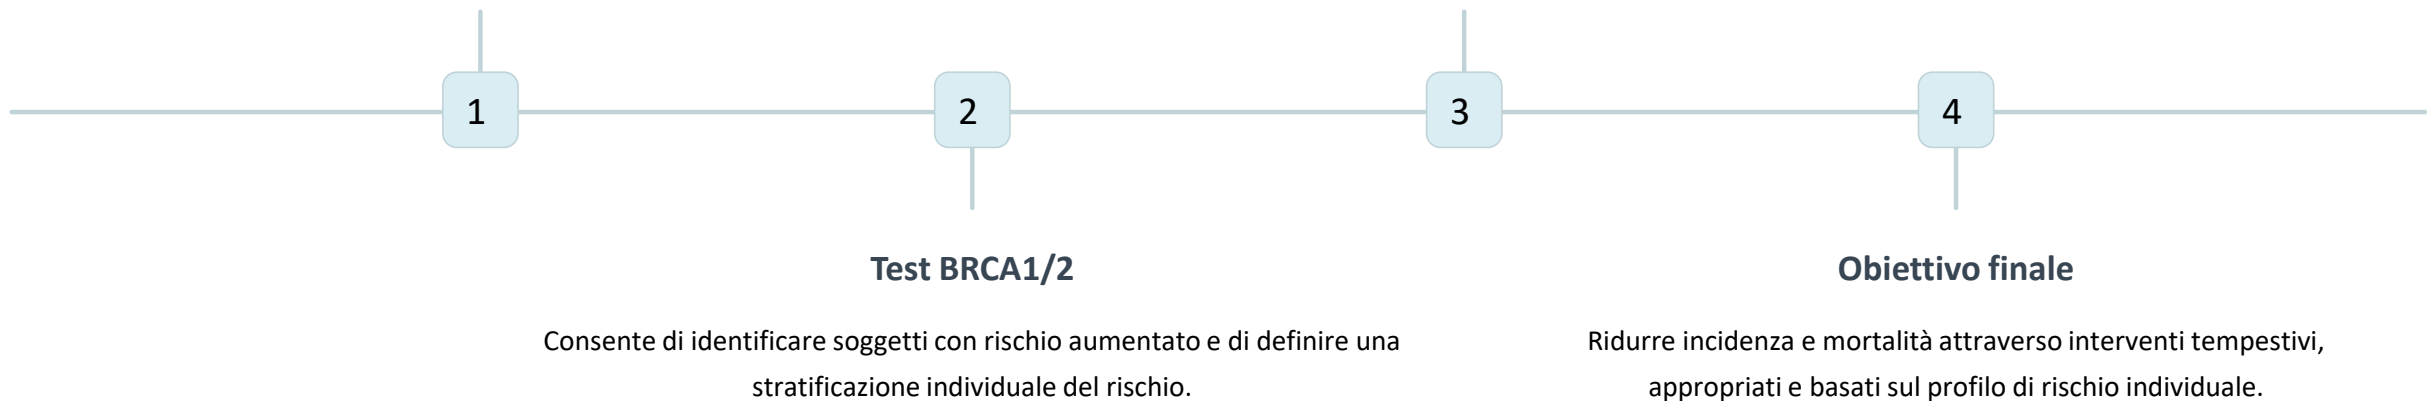 1
2
3
4
Test BRCA1/2
Consente di identificare soggetti con rischio aumentato e di definire una
stratificazione individuale del rischio.
Obiettivo finale
Ridurre incidenza e mortalità attraverso interventi tempestivi,
appropriati e basati sul profilo di rischio individuale.